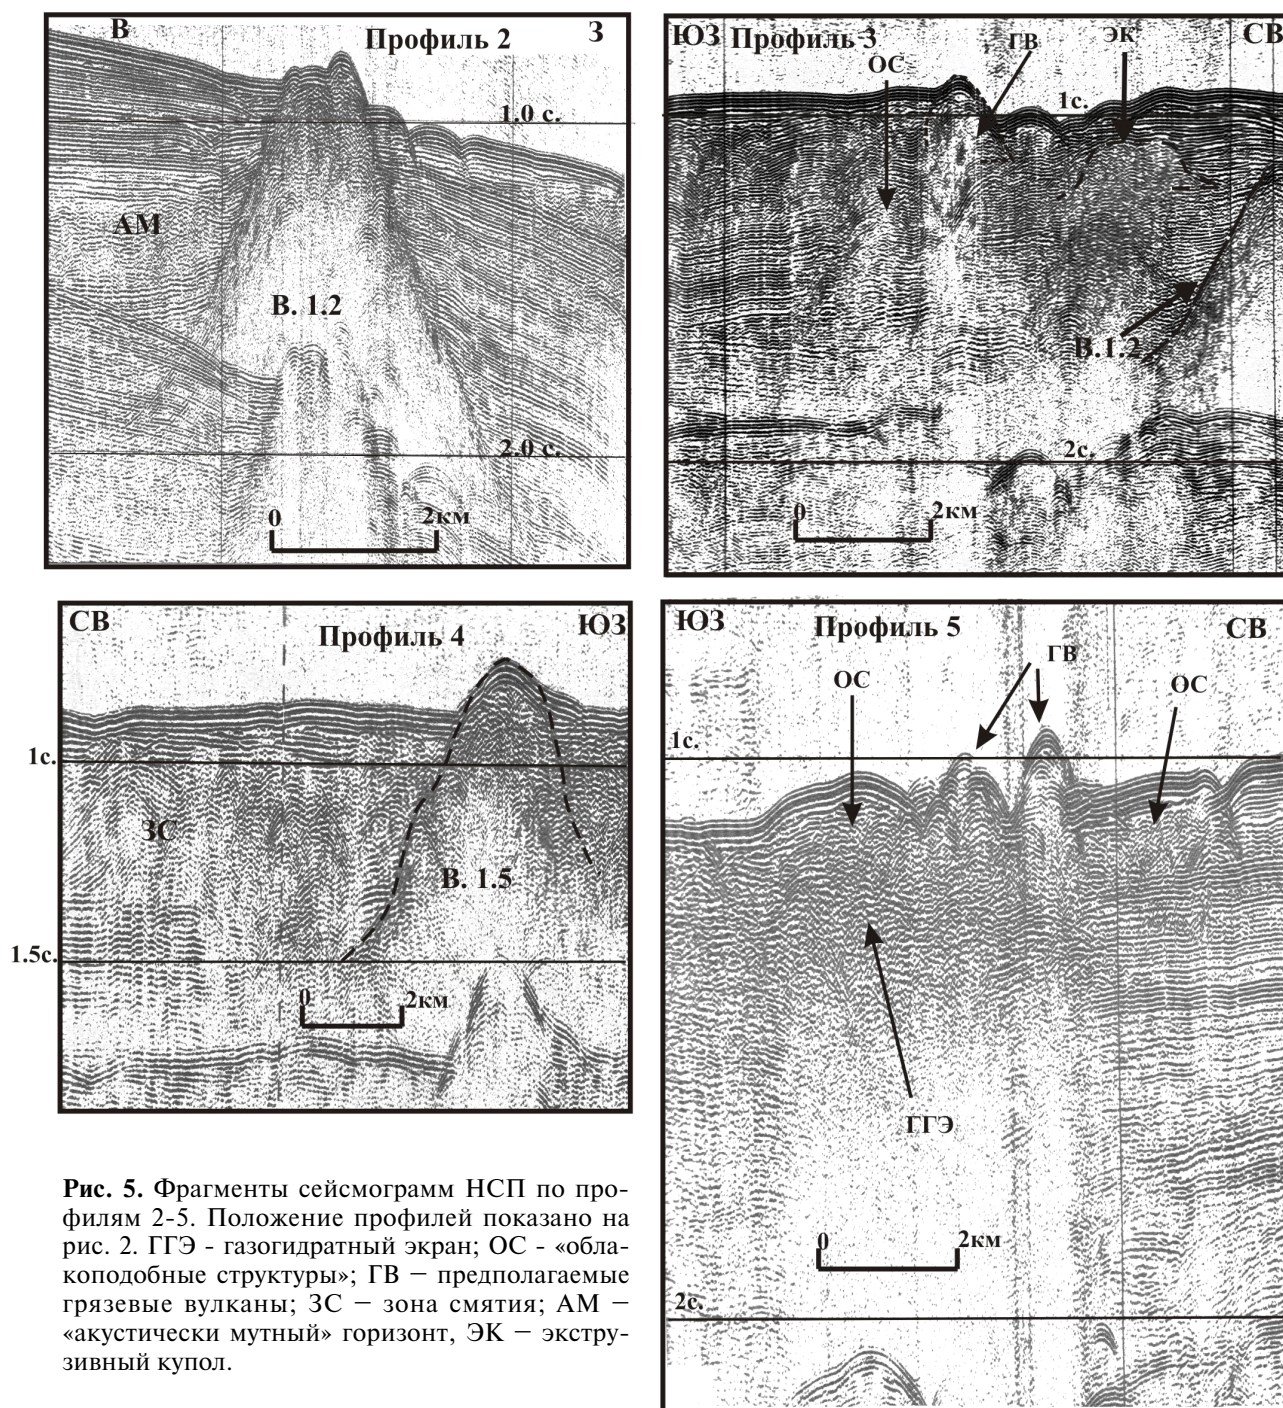 В
Профиль 2
З
1.0 с.
АМ
В. 1.2
2.0 с.
0
2км
ЮЗ
Профиль 3
СВ
ОС
ГВ
ЭК
1с.
В.1.2
2с.
0
2км
СВ
Профиль 4
ЮЗ
1с.
ЗС
В. 1.5
1.5с.
0
2км
ЮЗ
Профиль 5
СВ
ОС
ГВ
ОС
1с.
ГГЭ
0
2км
2с.
Рис. 5. Фрагменты сейсмограмм НСП по про-
филям 2-5. Положение профилей показано на
рис. 2. ГГЭ - газогидратный экран; ОС - «обла-
коподобные структуры»; ГВ – предполагаемые
грязевые вулканы; ЗС – зона смятия; АМ –
«акустически мутный» горизонт, ЭК – экстру-
зивный купол.